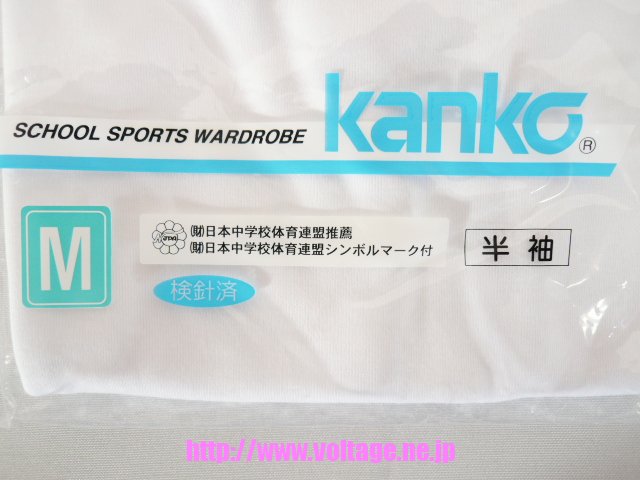 SCHOOL SPORTS WARDROBE kanko ®
M
㈶日本中学校体育連盟推薦
㈶日本中学校体育連盟シンボルマーク付
半袖
検針済
http://www.voltage.ne.jp